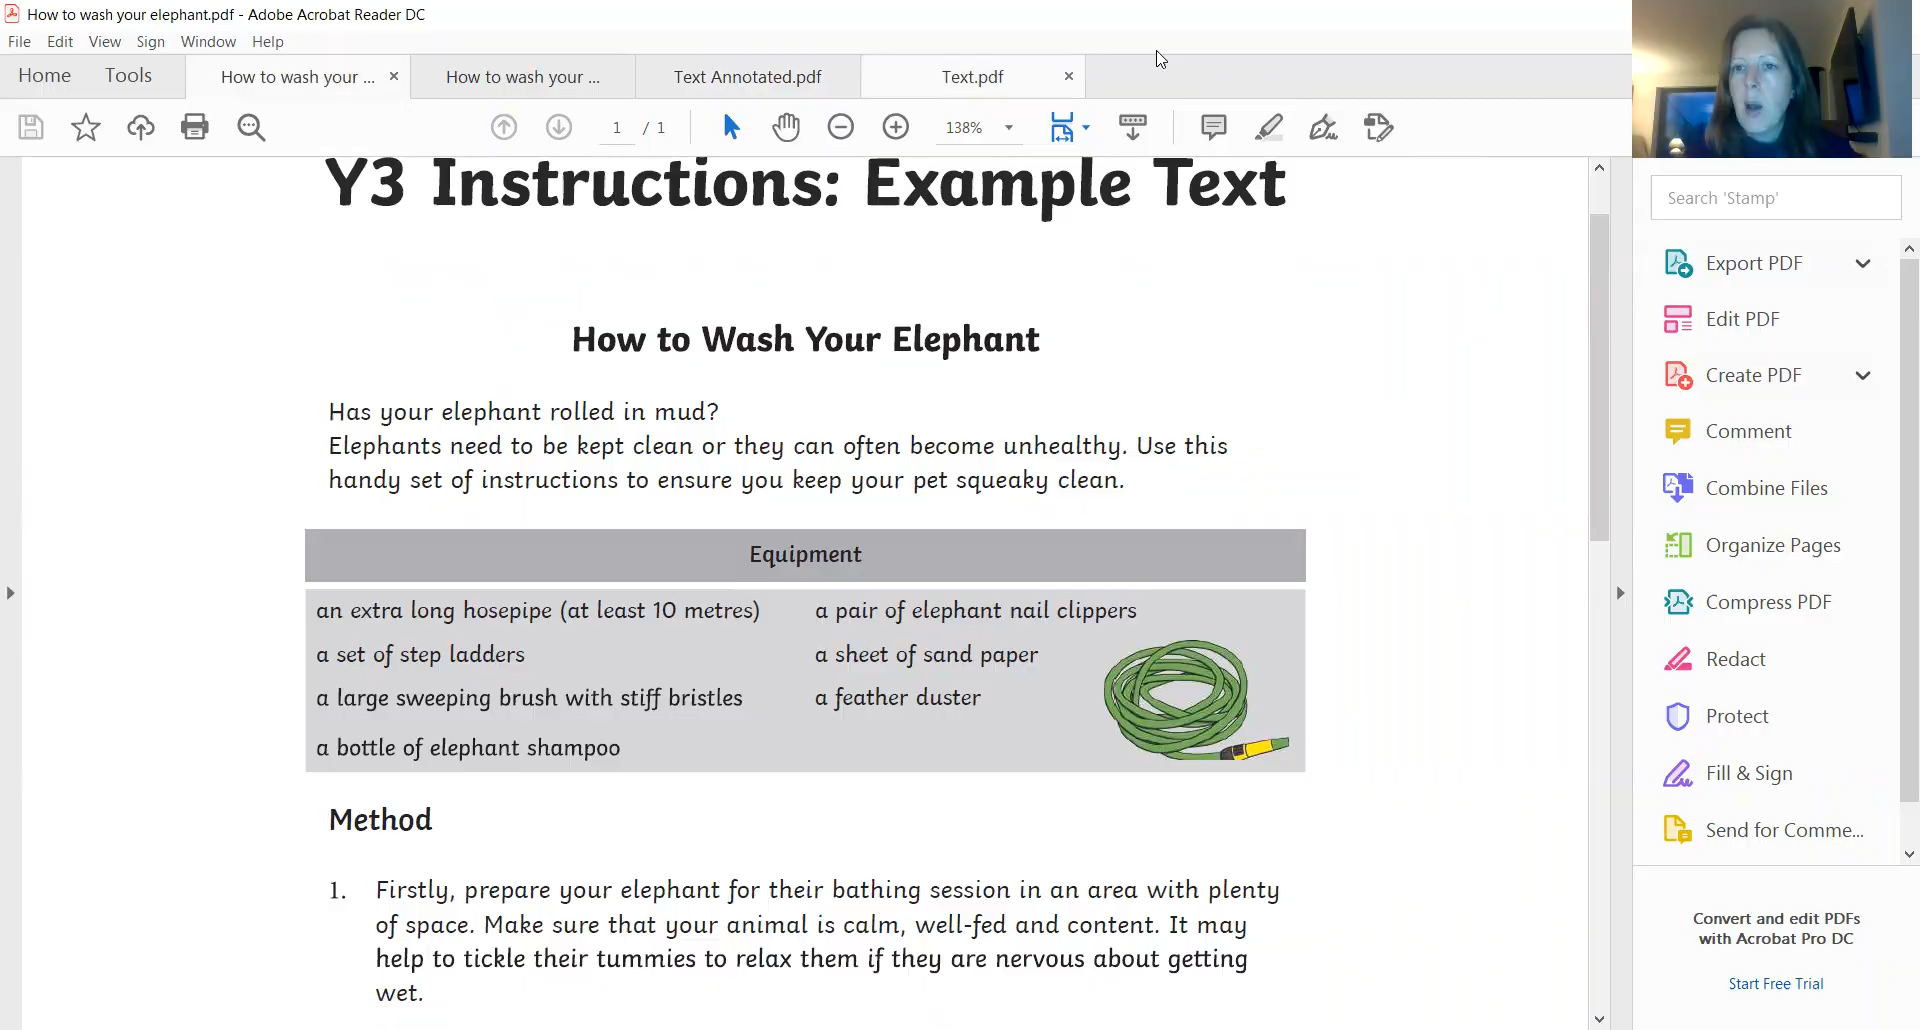 How to wash your elephant.pdf - Adobe Acrobat Reader DC
File Edit View Sign Window Help
Home Tools How to wash your ... × How to wash your ... Text Annotated.pdf Text.pdf ×
1 / 1 138%
Y3 Instructions: Example Text
How to Wash Your Elephant
Has your elephant rolled in mud?
Elephants need to be kept clean or they can often become unhealthy. Use this
handy set of instructions to ensure you keep your pet squeaky clean.
Equipment
an extra long hosepipe (at least 10 metres)
a set of step ladders
a large sweeping brush with stiff bristles
a bottle of elephant shampoo
a pair of elephant nail clippers
a sheet of sand paper
a feather duster
Method
1. Firstly, prepare your elephant for their bathing session in an area with plenty
of space. Make sure that your animal is calm, well-fed and content. It may
help to tickle their tummies to relax them if they are nervous about getting
wet.
Search 'Stamp'
Export PDF
Edit PDF
Create PDF
Comment
Combine Files
Organize Pages
Compress PDF
Redact
Protect
Fill & Sign
Send for Comme...
Convert and edit PDFs
with Acrobat Pro DC
Start Free Trial